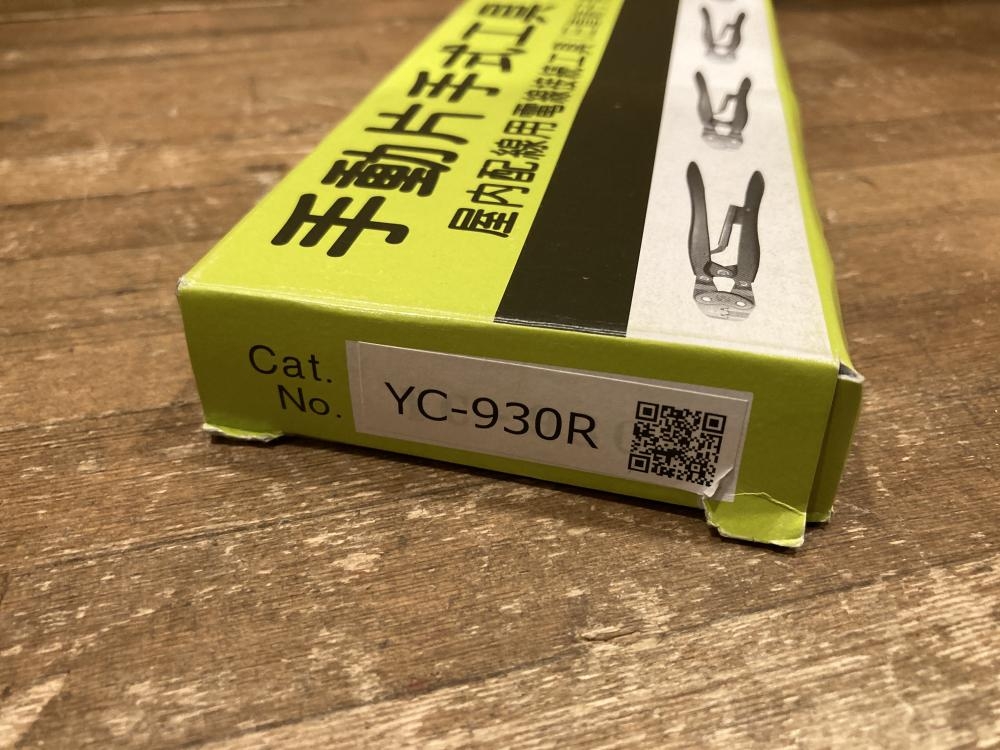 手動片手式工具
屋内配線用電線接続工具
Cat.
No.
YC-930R